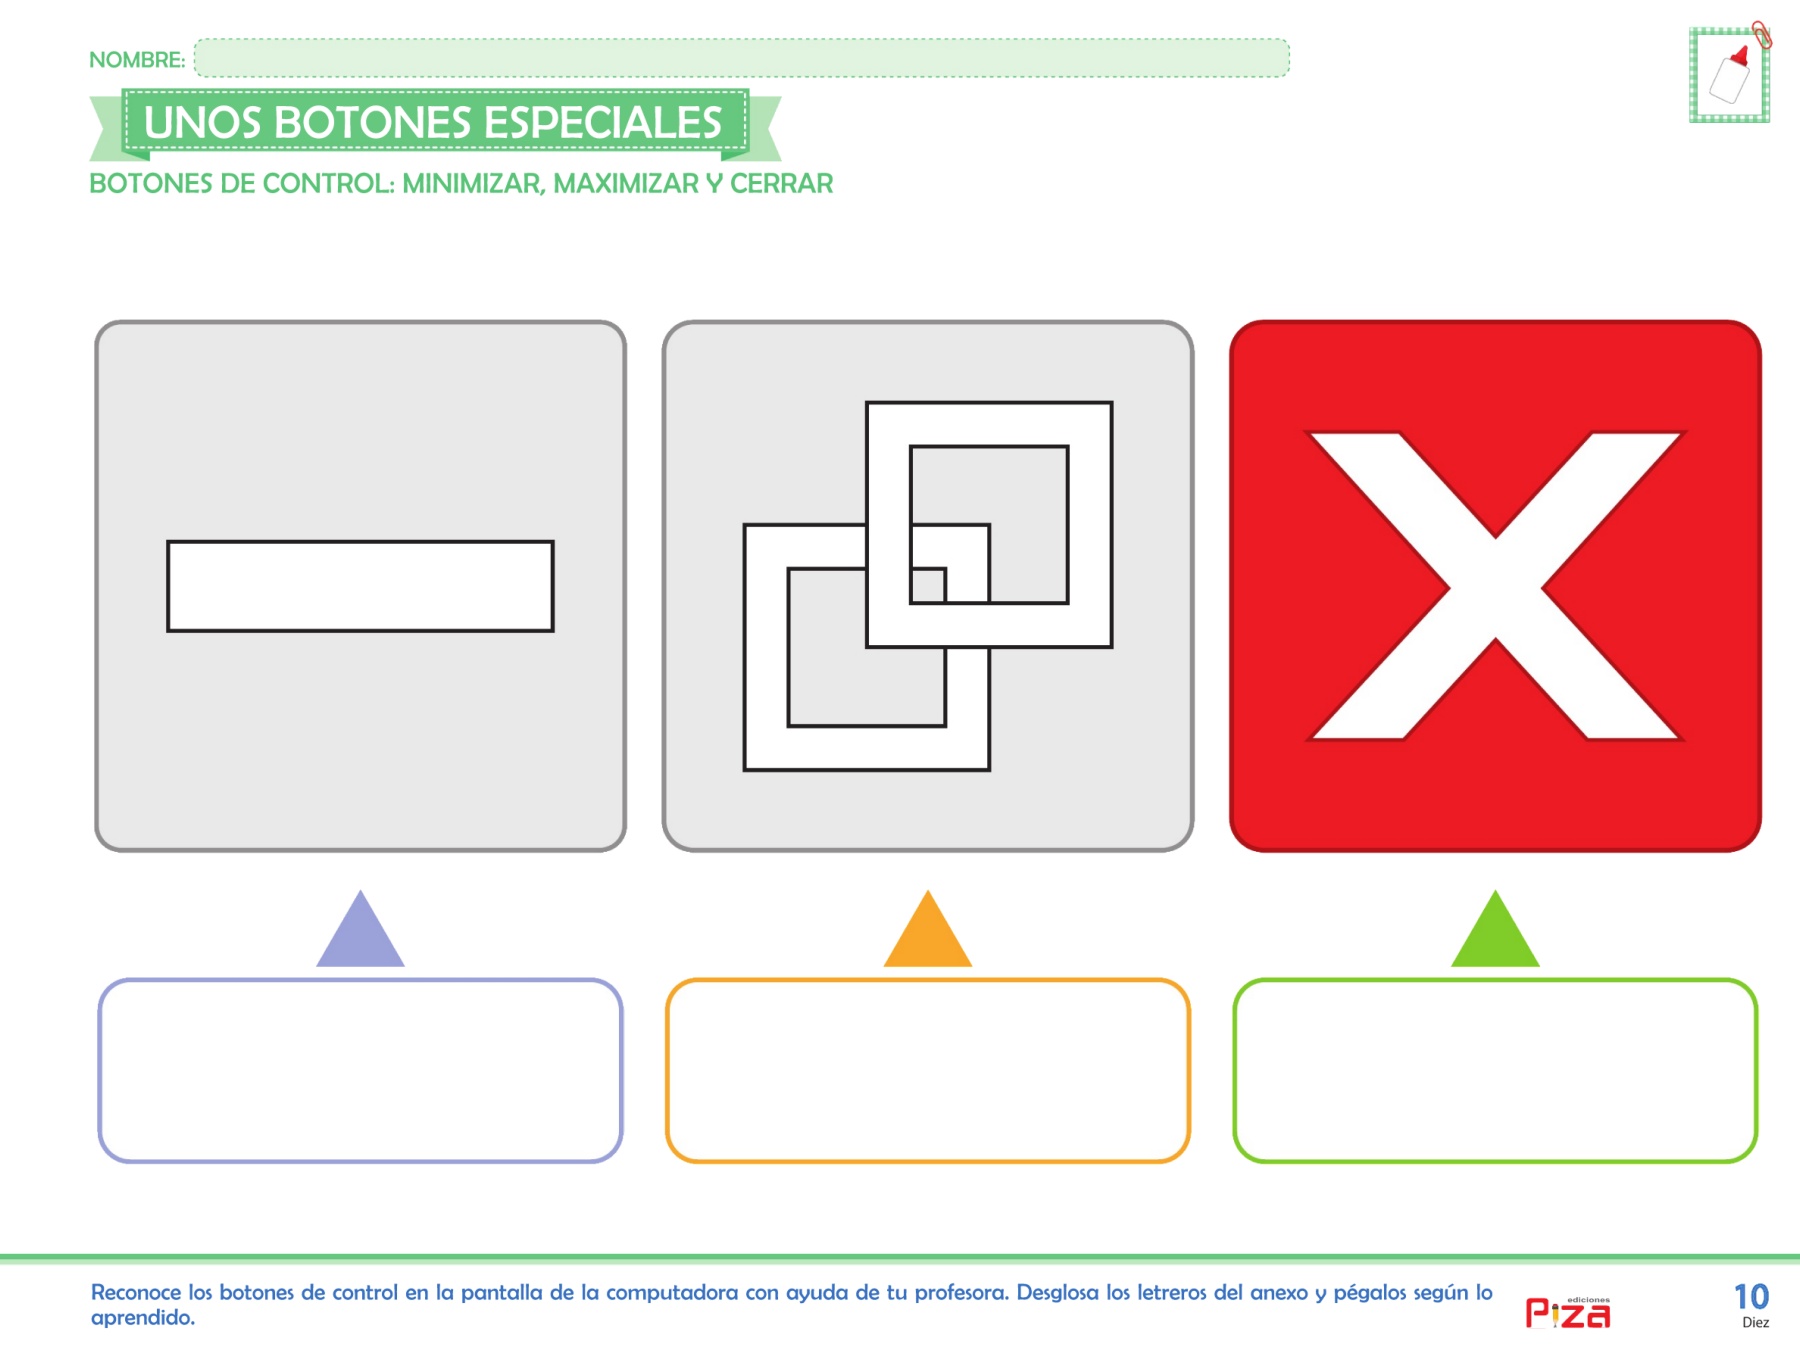 NOMBRE:
UNOS BOTONES ESPECIALES
BOTONES DE CONTROL: MINIMIZAR, MAXIMIZAR Y CERRAR
X
Reconoce los botones de control en la pantalla de la computadora con ayuda de tu profesora. Desglosa los letreros del anexo y pégalos según lo
aprendido.
ediciones
Piza
10
Diez